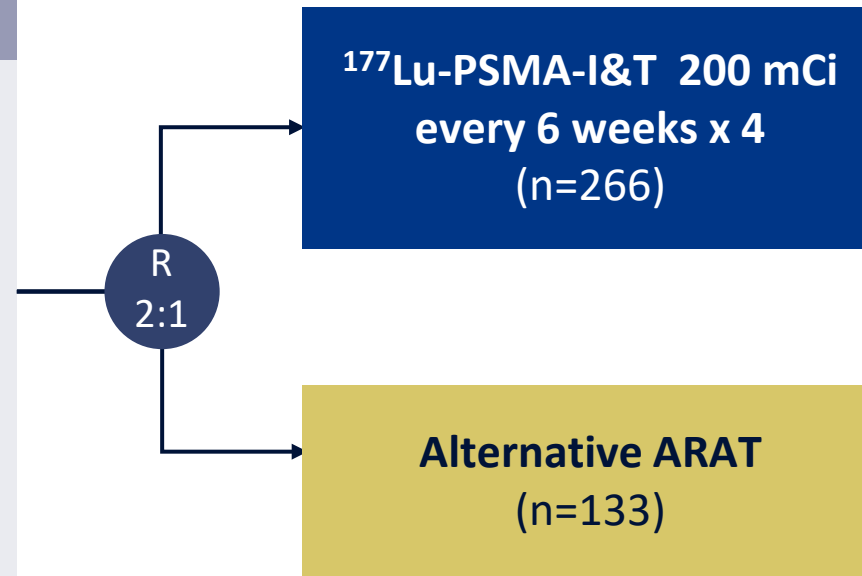 ¹⁷⁷Lu-PSMA-I&T 200 mCi
every 6 weeks x 4
(n=266)
R
2:1
Alternative ARAT
(n=133)